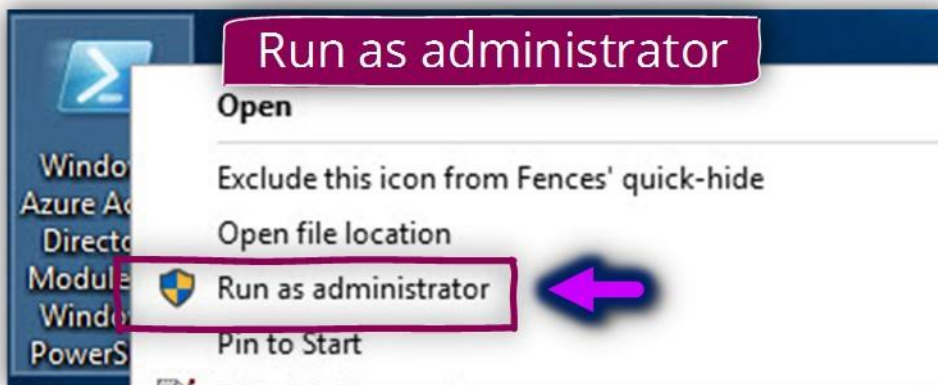 Run as administrator
Open
Exclude this icon from Fences' quick-hide
Open file location
Run as administrator
Pin to Start